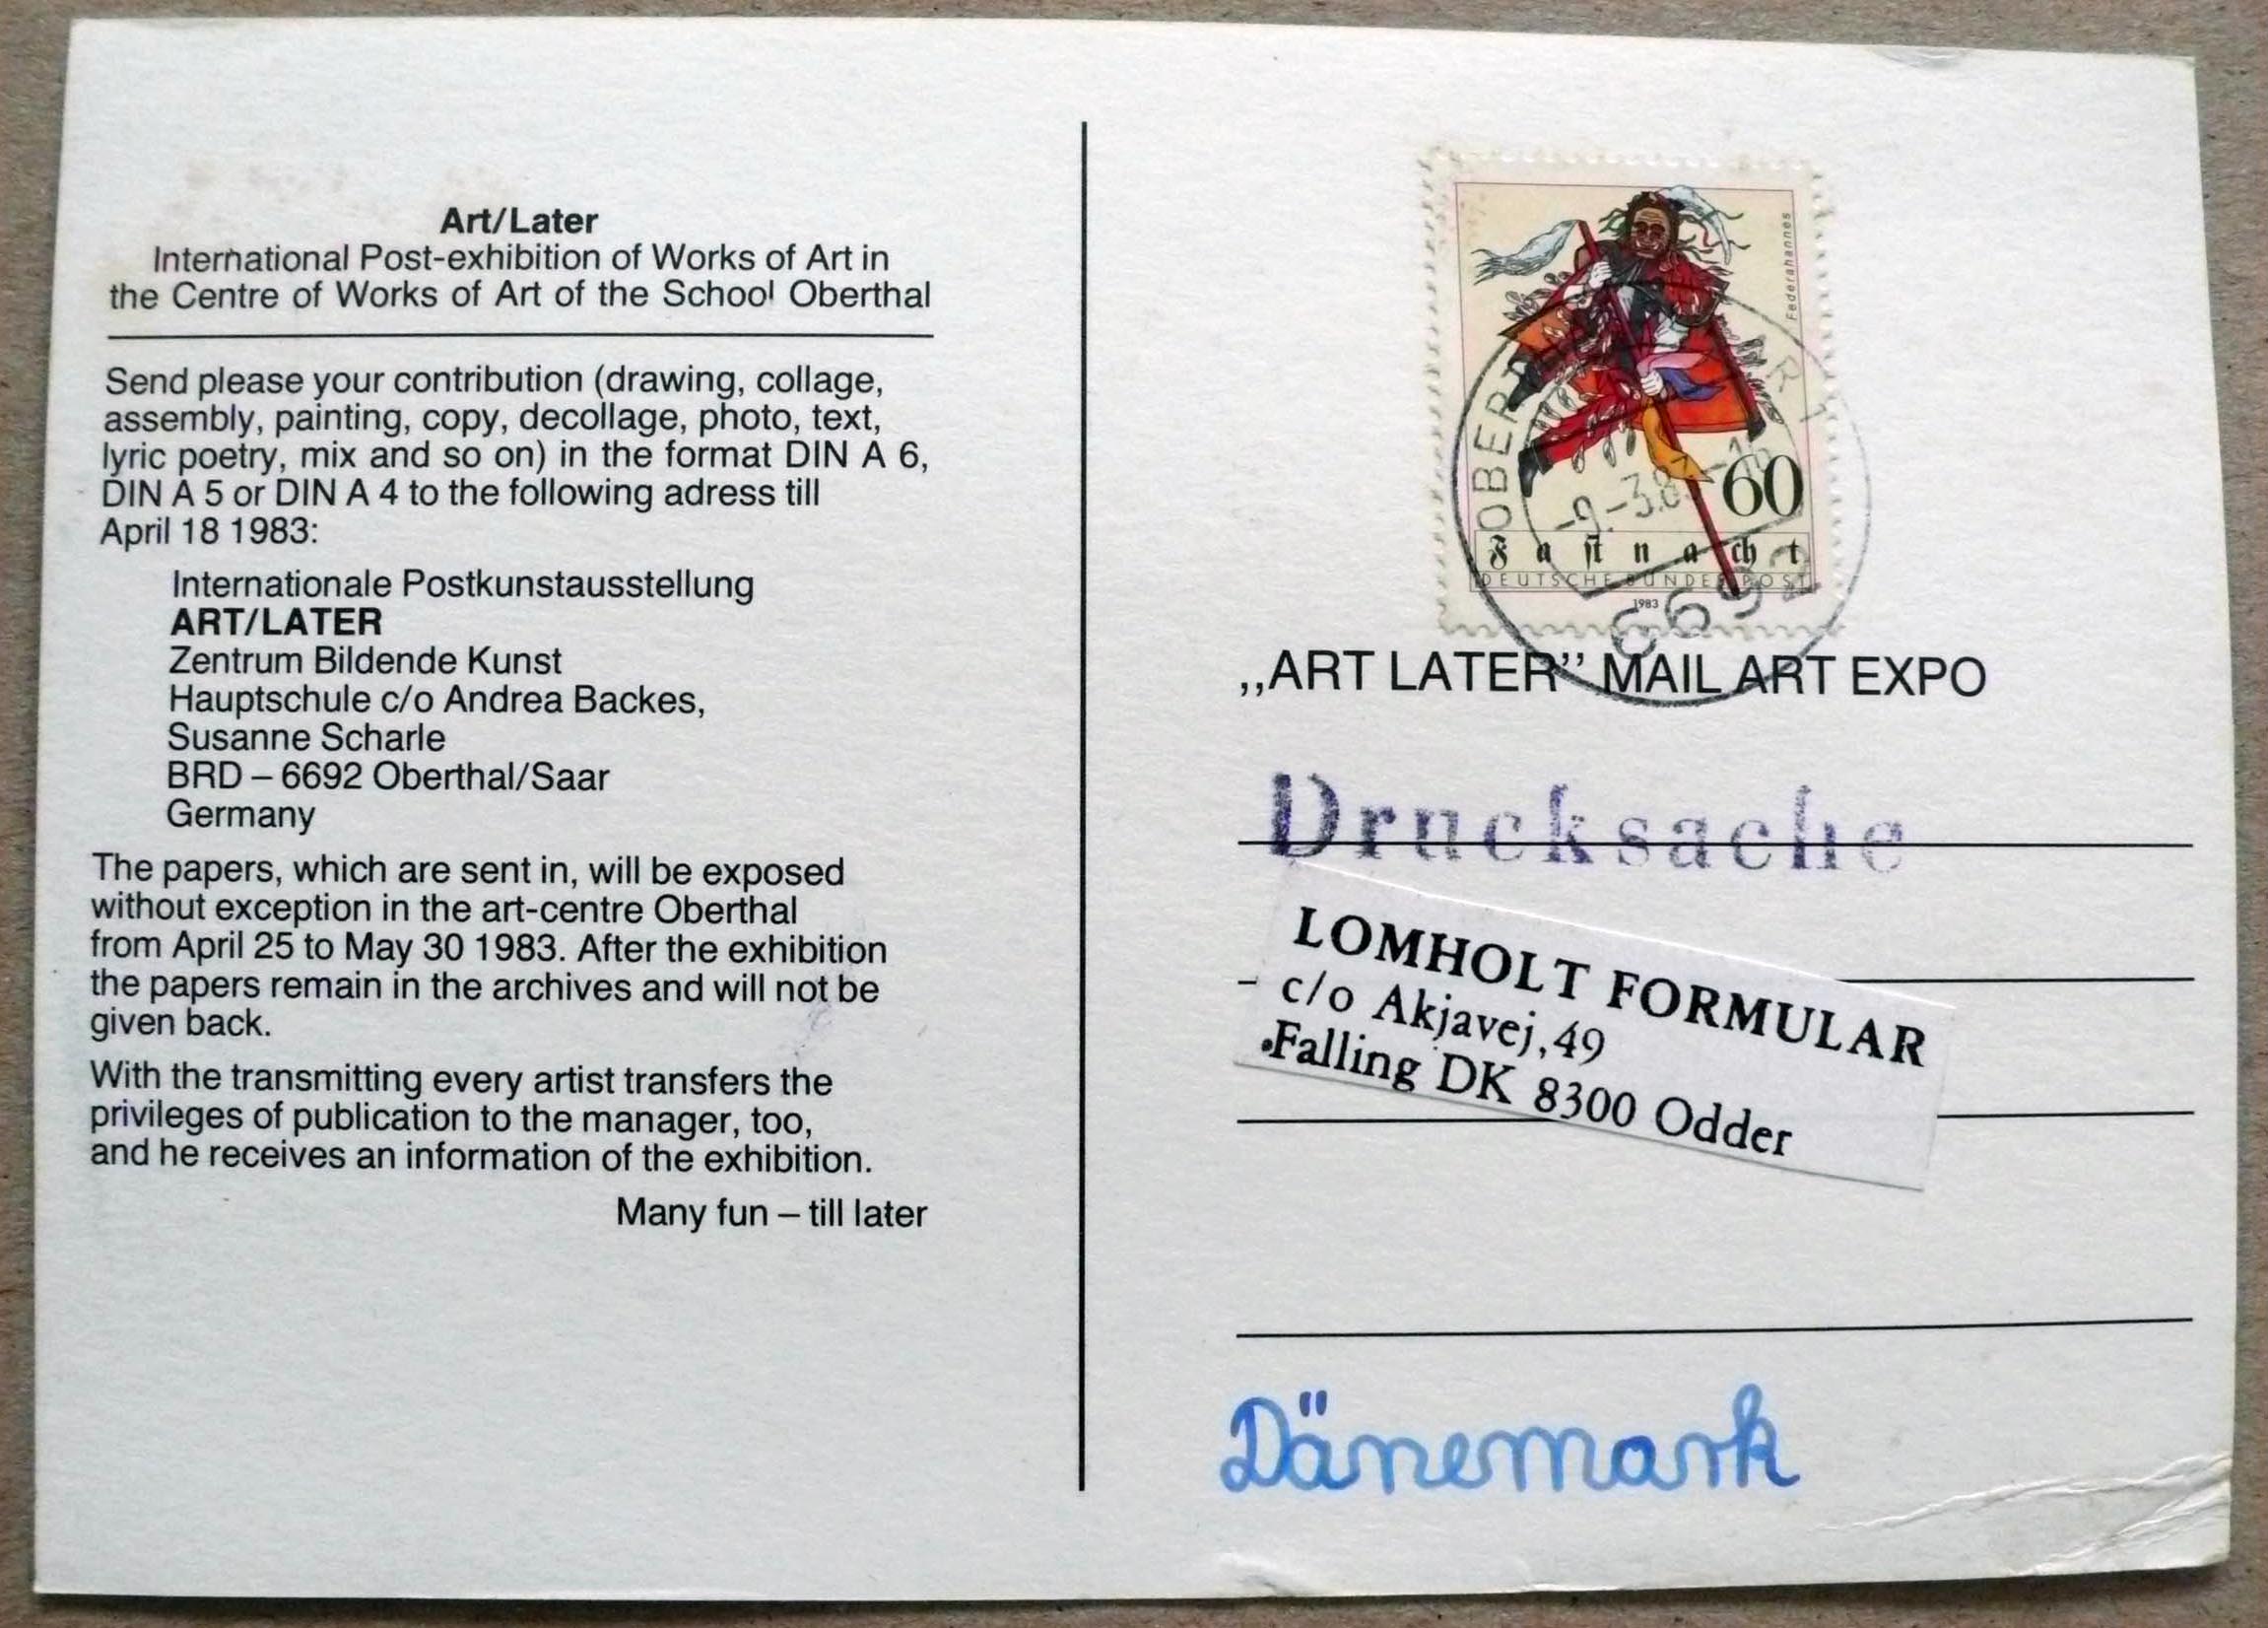 Art/Later
International Post-exhibition of Works of Art in
the Centre of Works of Art of the School Oberthal
Send please your contribution (drawing, collage,
assembly, painting, copy, decollage, photo, text,
lyric poetry, mix and so on) in the format DIN A 6,
DIN A 5 or DIN A 4 to the following adress till
April 18 1983:
Internationale Postkunstausstellung
ART/LATER
Zentrum Bildende Kunst
Hauptschule c/o Andrea Backes,
Susanne Scharle
BRD – 6692 Oberthal/Saar
Germany
The papers, which are sent in, will be exposed
without exception in the art-centre Oberthal
from April 25 to May 30 1983. After the exhibition
the papers remain in the archives and will not be
given back.
With the transmitting every artist transfers the
privileges of publication to the manager, too,
and he receives an information of the exhibition.
Many fun – till later
Federahannes
60
Fastnacht
DEUTSCHE BUNDESPOST
1983
6692
„ART LATER” MAIL ART EXPO
Drucksache
LOMHOLT FORMULAR
c/o Akjavej,49
Falling DK 8300 Odder
Dänemark